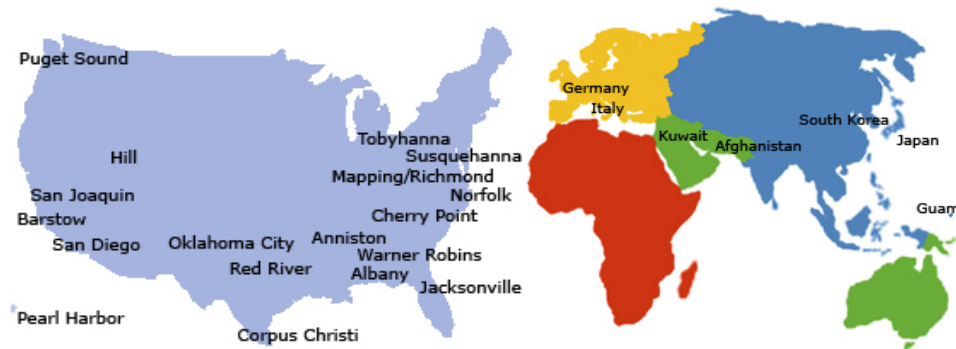 Puget Sound
Germany
Italy
South Korea
Tobyhanna
Kuwait
Afghanistan
Japan
Hill
Susquehanna
Mapping/Richmond
San Joaquin
Norfolk
Barstow
Cherry Point
Guam
San Diego
Oklahoma City
Anniston
Warner Robins
Red River
Albany
Jacksonville
Pearl Harbor
Corpus Christi